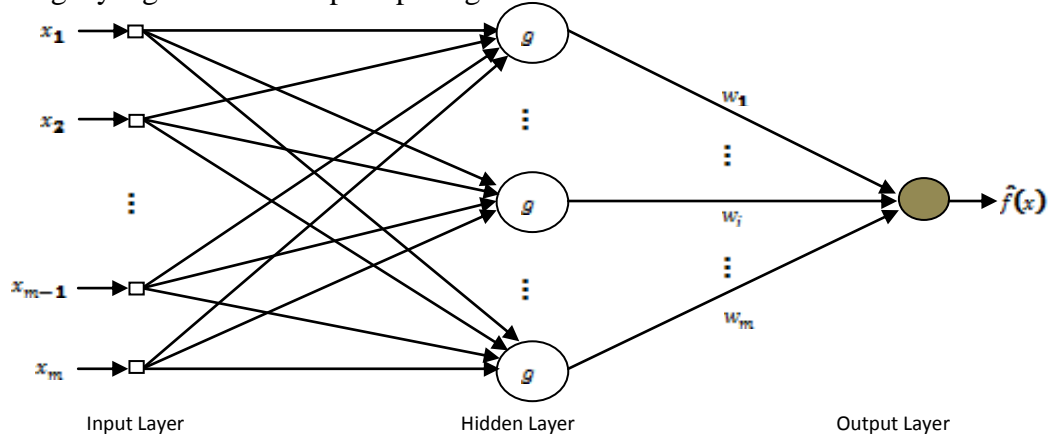 x₁
g
x₂
⋮
w₁
⋮
⋮
g
wᵢ
f̂(x)
⋮
⋮
xₘ₋₁
wₘ
xₘ
g
Input Layer
Hidden Layer
Output Layer